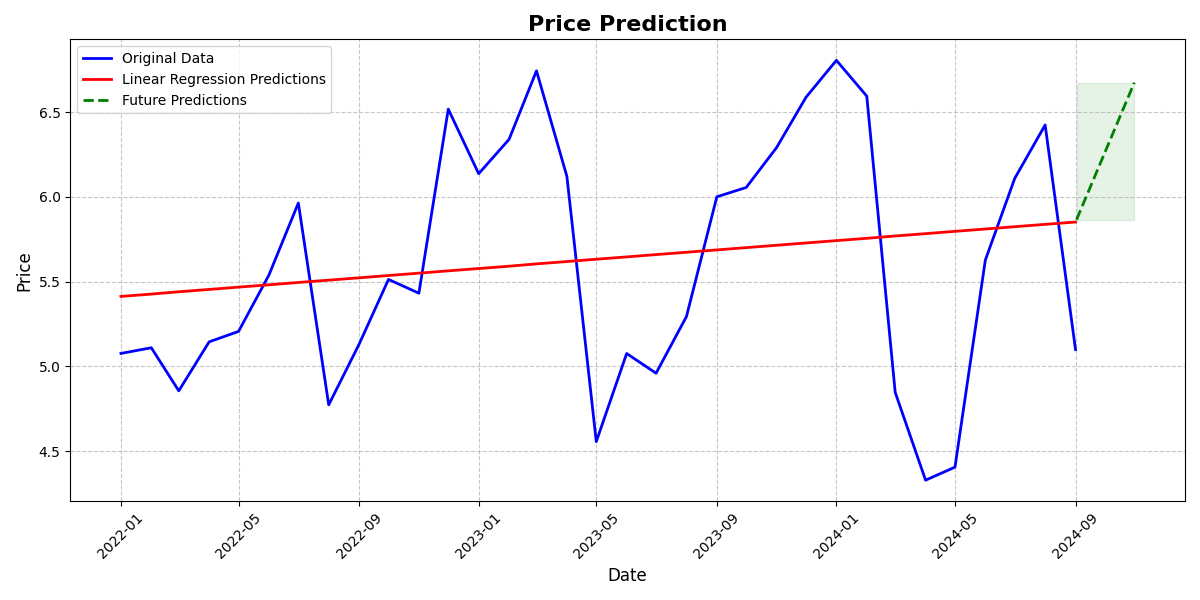 Price Prediction
Original Data
Linear Regression Predictions
Future Predictions
Price
6.5
6.0
5.5
5.0
4.5
2022-01
2022-05
2022-09
2023-01
2023-05
2023-09
2024-01
2024-05
2024-09
Date